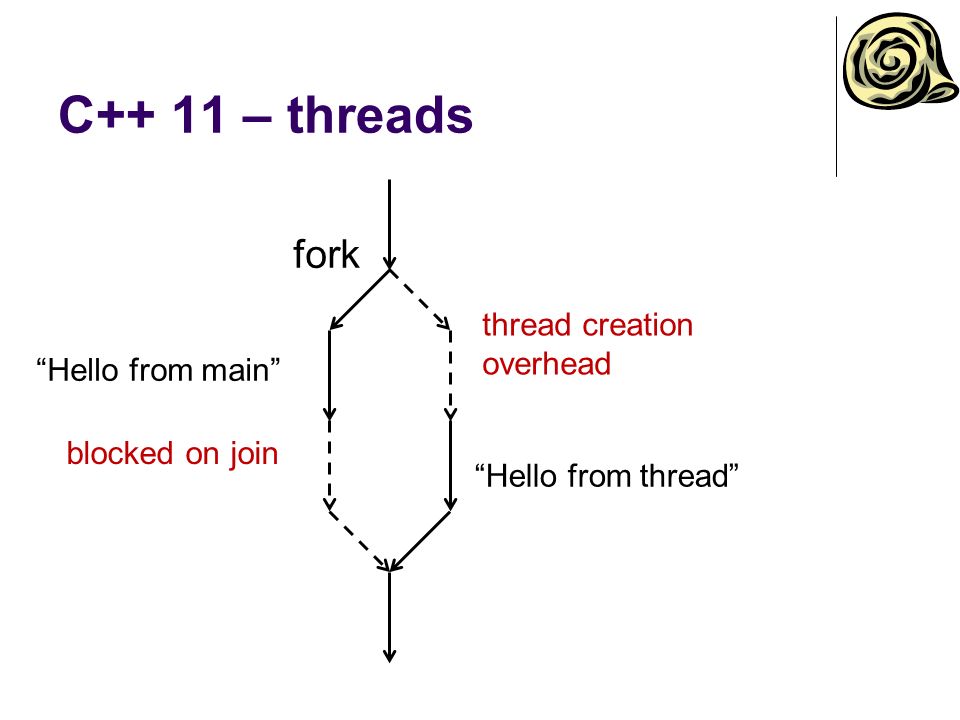 C++ 11 – threads
fork
thread creation
overhead
“Hello from main”
blocked on join
“Hello from thread”